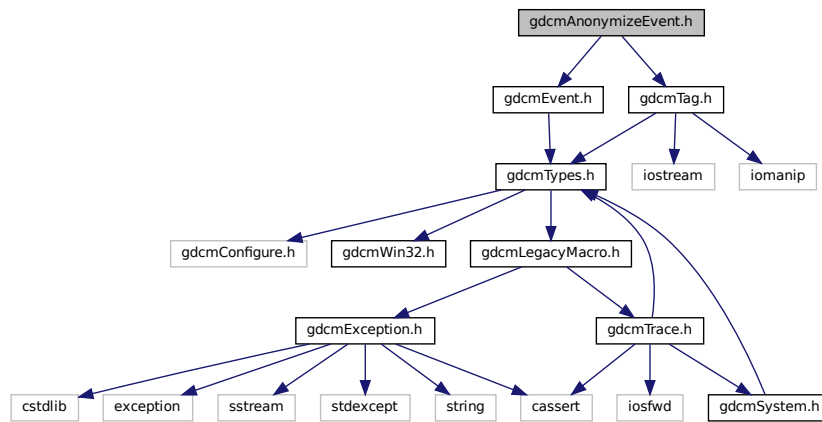 gdcmAnonymizeEvent.h
gdcmEvent.h
gdcmTag.h
gdcmTypes.h
iostream
iomanip
gdcmConfigure.h
gdcmWin32.h
gdcmLegacyMacro.h
gdcmException.h
gdcmTrace.h
cstdlib
exception
sstream
stdexcept
string
cassert
iosfwd
gdcmSystem.h